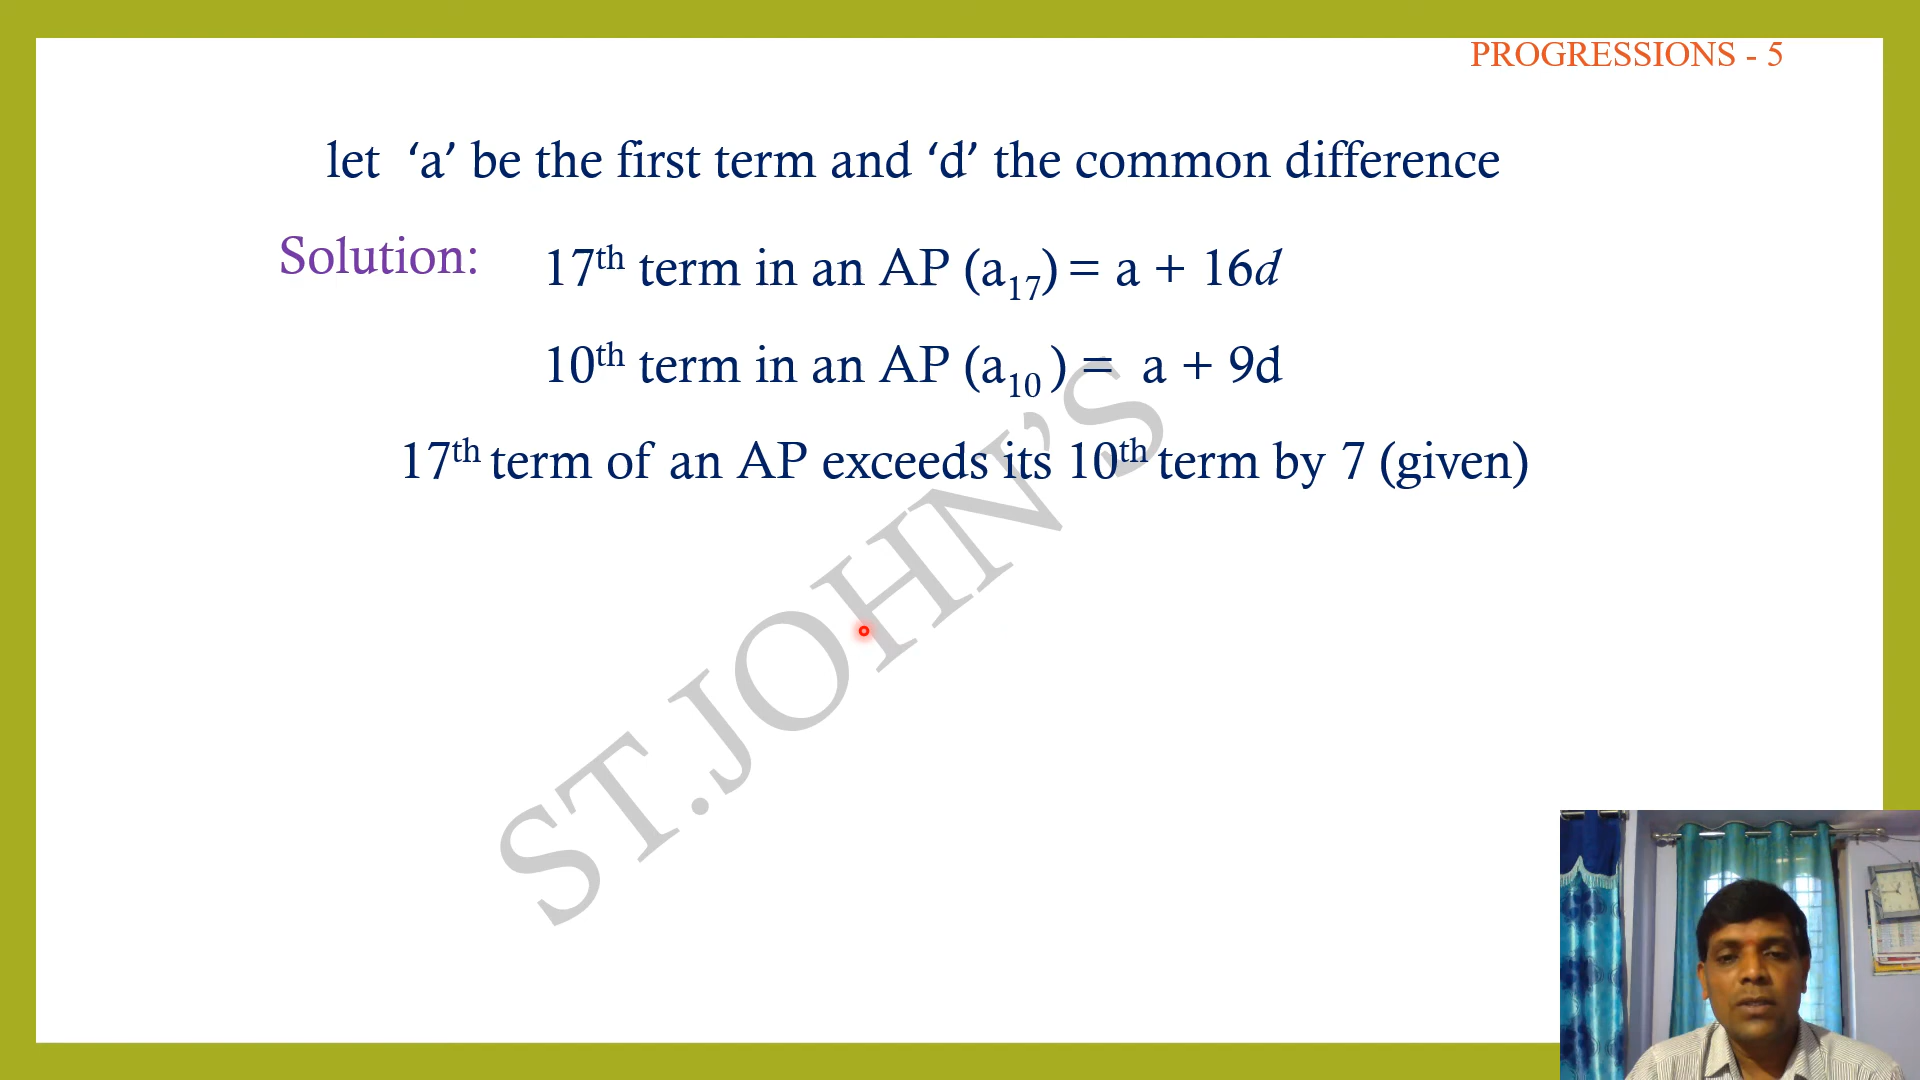 PROGRESSIONS - 5
let ‘a’ be the first term and ‘d’ the common difference
Solution: 17th term in an AP (a17) = a + 16d
10th term in an AP (a10 ) = a + 9d
17th term of an AP exceeds its 10th term by 7 (given)
ST.JOHN’S